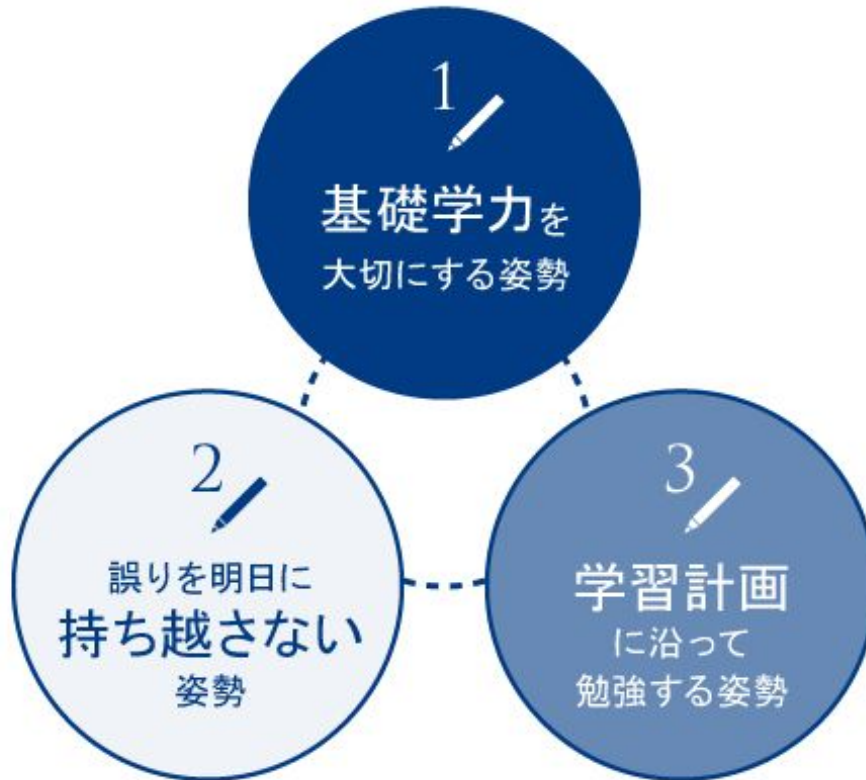 1
基礎学力を
大切にする姿勢
2
誤りを明日に
持ち越さない
姿勢
3
学習計画
に沿って
勉強する姿勢